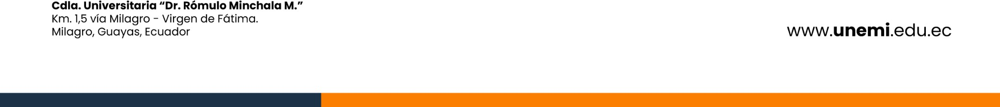 Cdla. Universitaria “Dr. Rómulo Minchala M.”
Km. 1,5 vía Milagro - Virgen de Fátima.
Milagro, Guayas, Ecuador
www.unemi.edu.ec